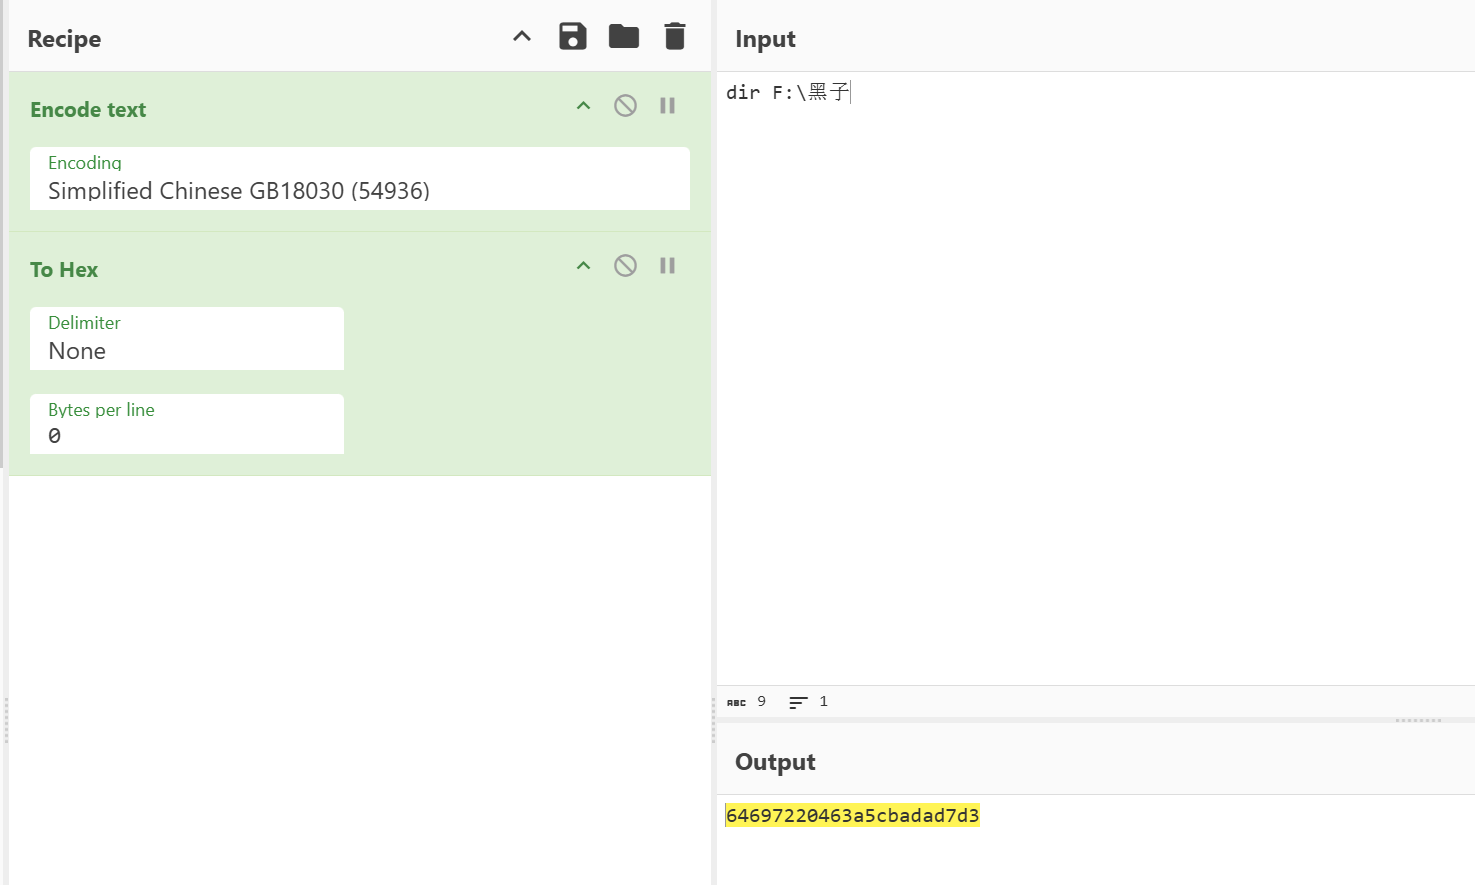 Recipe
Encode text
Encoding
Simplified Chinese GB18030 (54936)
To Hex
Delimiter
None
Bytes per line
0
Input
dir F:\黑子
ABC 9 1
Output
64697220463a5cbadad7d3